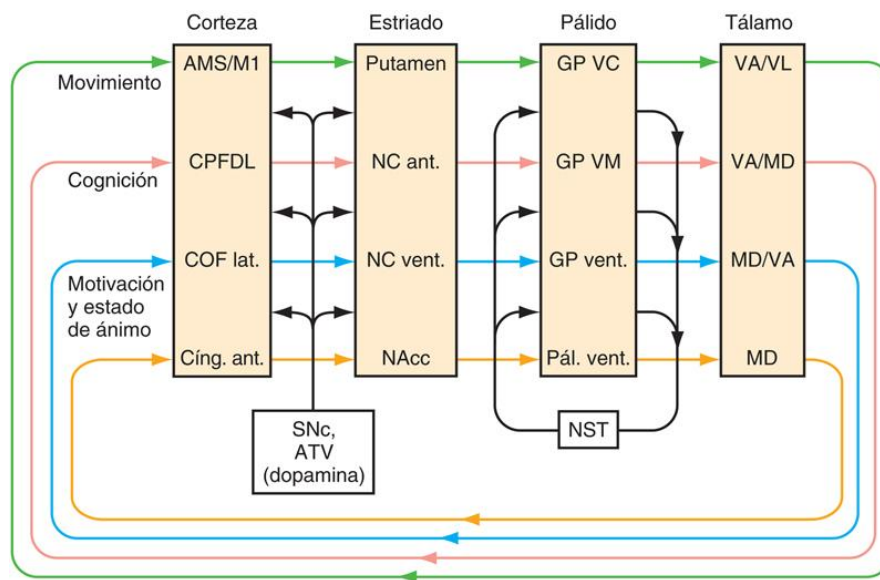 Corteza Estriado Pálido Tálamo
AMS/M1 Putamen GP VC VA/VL
Movimiento
CPFDL NC ant. GP VM VA/MD
Cognición
COF lat. NC vent. GP vent. MD/VA
Motivación
y estado
de ánimo
Cíng. ant. NAcc Pál. vent. MD
SNc,
ATV
(dopamina)
NST